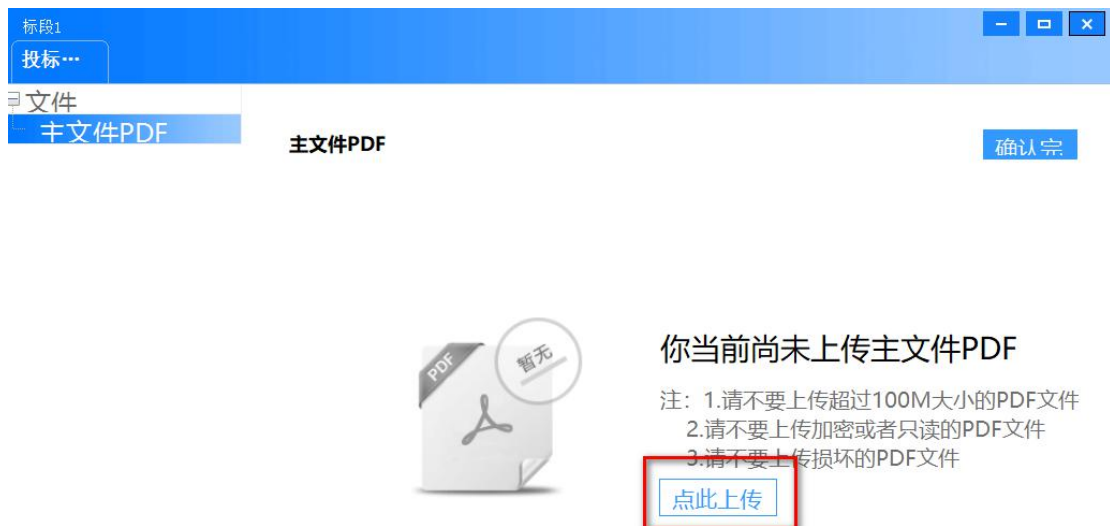 标段1
投标…
文件
主文件PDF
主文件PDF
确认完
PDF
暂无
你当前尚未上传主文件PDF
注：1.请不要上传超过100M大小的PDF文件
2.请不要上传加密或者只读的PDF文件
3.请不要上传损坏的PDF文件
点此上传